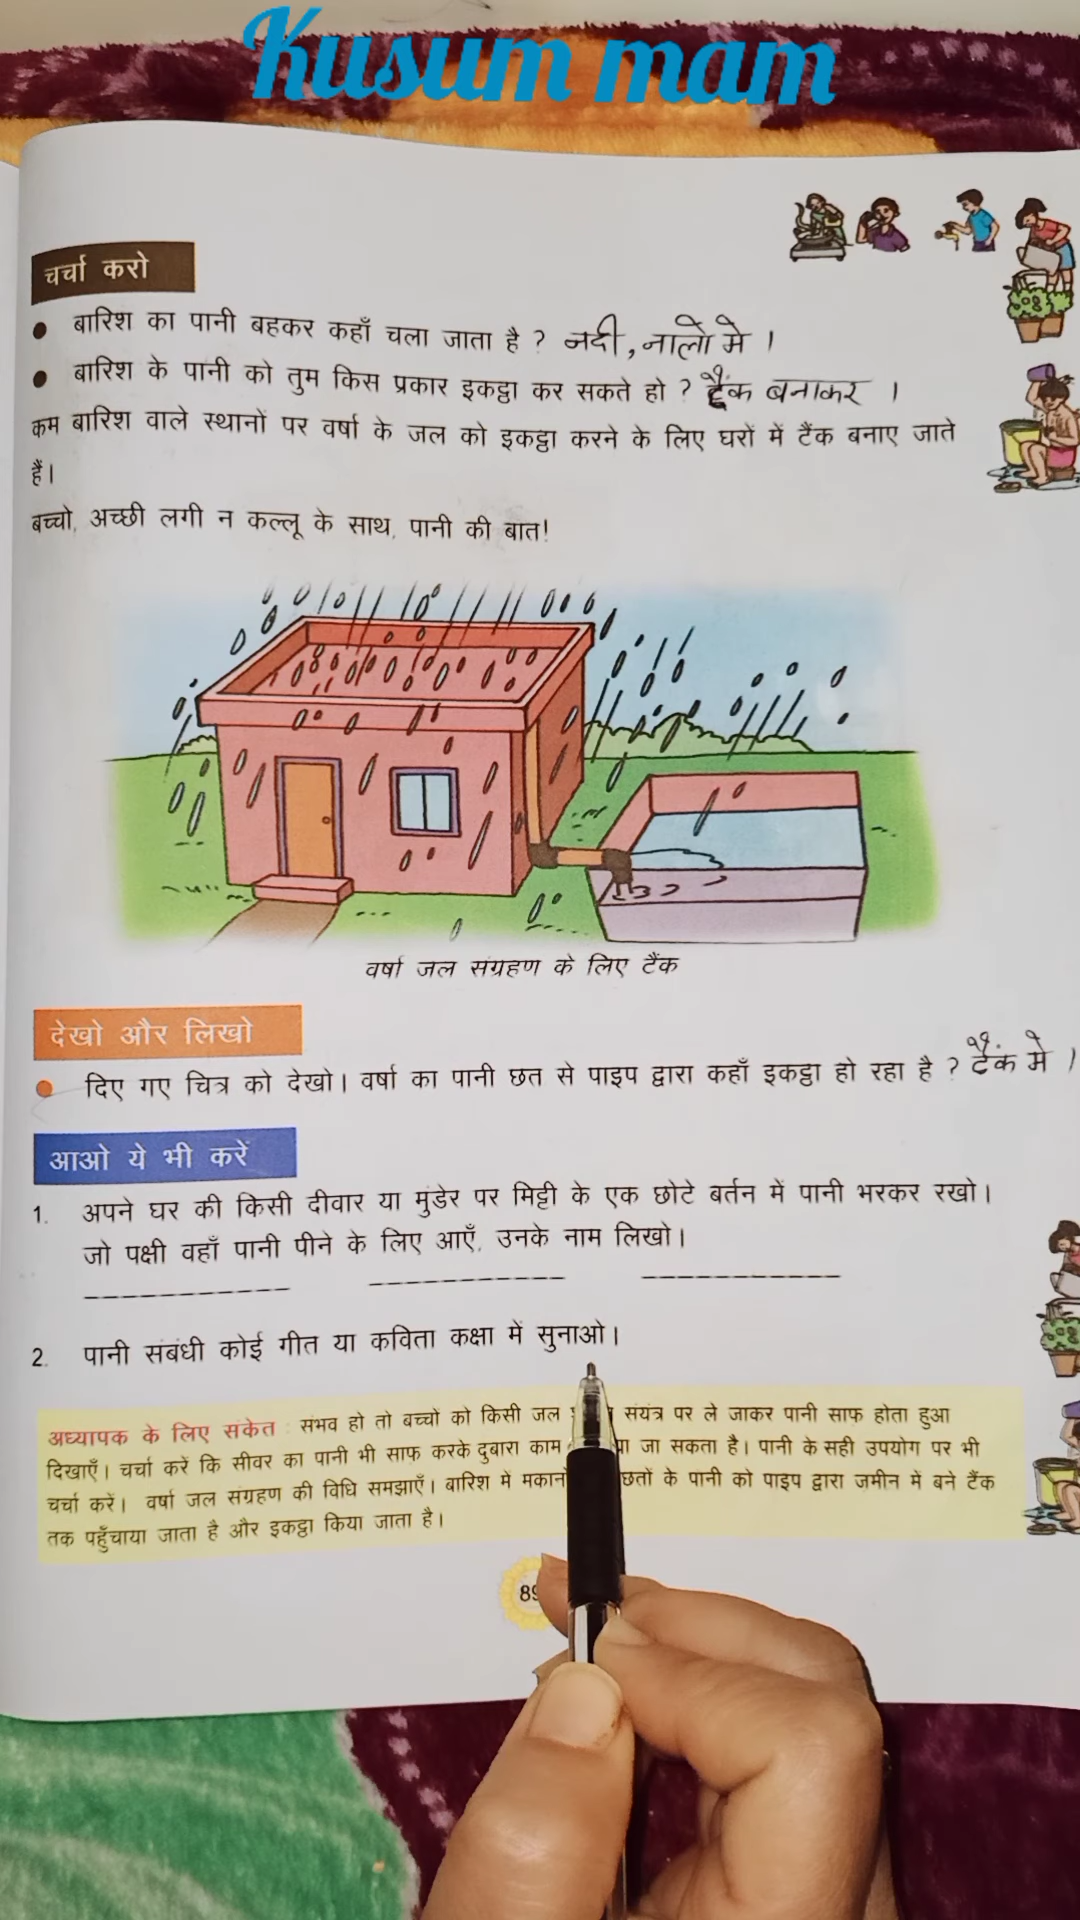 Kusum mam
चर्चा करो
● बारिश का पानी बहकर कहाँ चला जाता है ? नदी, नालो मे ।
● बारिश के पानी को तुम किस प्रकार इकट्ठा कर सकते हो ? टैंक बनाकर ।
कम बारिश वाले स्थानों पर वर्षा के जल को इकट्ठा करने के लिए घरों में टैंक बनाए जाते
हैं।
बच्चो, अच्छी लगी न कल्लू के साथ, पानी की बात!
वर्षा जल संग्रहण के लिए टैंक
देखो और लिखो
● दिए गए चित्र को देखो। वर्षा का पानी छत से पाइप द्वारा कहाँ इकट्ठा हो रहा है ? टैंक मे ।
आओ ये भी करें
1. अपने घर की किसी दीवार या मुंडेर पर मिट्टी के एक छोटे बर्तन में पानी भरकर रखो।
जो पक्षी वहाँ पानी पीने के लिए आएँ, उनके नाम लिखो।
2. पानी संबंधी कोई गीत या कविता कक्षा में सुनाओ।
अध्यापक के लिए संकेत : संभव हो तो बच्चों को किसी जल संयंत्र पर ले जाकर पानी साफ होता हुआ
दिखाएँ। चर्चा करें कि सीवर का पानी भी साफ करके दुबारा काम जा सकता है। पानी के सही उपयोग पर भी
चर्चा करें। वर्षा जल संग्रहण की विधि समझाएँ। बारिश में छतों के पानी को पाइप द्वारा जमीन में बने टैंक
तक पहुँचाया जाता है और इकट्ठा किया जाता है।